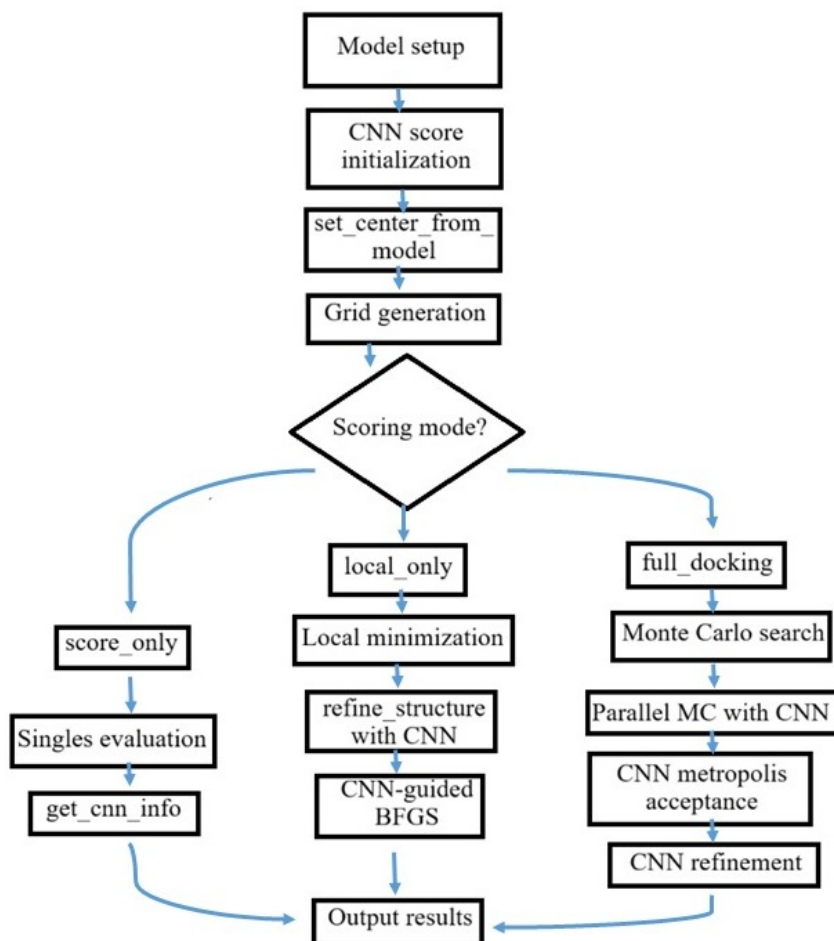 Model setup
CNN score
initialization
set_center_from_
model
Grid generation
Scoring mode?
score_only
Singles evaluation
get_cnn_info
local_only
Local minimization
refine_structure
with CNN
CNN-guided
BFGS
full_docking
Monte Carlo search
Parallel MC with CNN
CNN metropolis
acceptance
CNN refinement
Output results